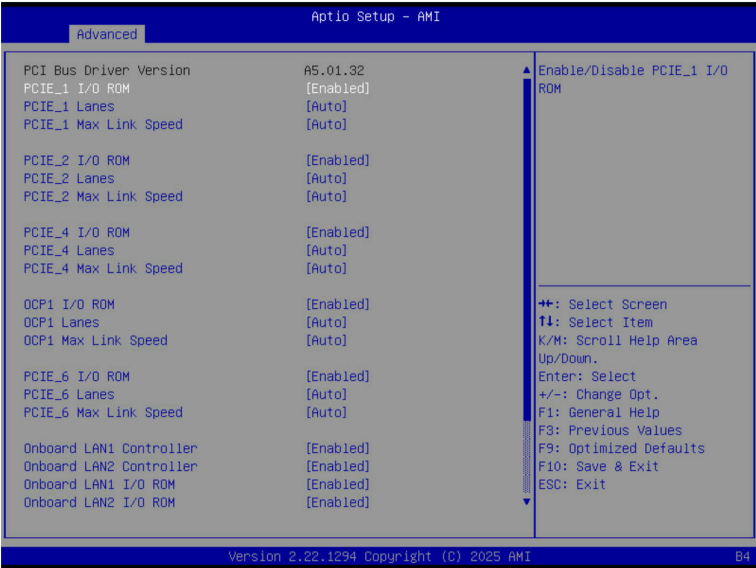 Aptio Setup – AMI
Advanced
PCI Bus Driver Version A5.01.32
PCIE_1 I/O ROM [Enabled]
PCIE_1 Lanes [Auto]
PCIE_1 Max Link Speed [Auto]
PCIE_2 I/O ROM [Enabled]
PCIE_2 Lanes [Auto]
PCIE_2 Max Link Speed [Auto]
PCIE_4 I/O ROM [Enabled]
PCIE_4 Lanes [Auto]
PCIE_4 Max Link Speed [Auto]
OCP1 I/O ROM [Enabled]
OCP1 Lanes [Auto]
OCP1 Max Link Speed [Auto]
PCIE_6 I/O ROM [Enabled]
PCIE_6 Lanes [Auto]
PCIE_6 Max Link Speed [Auto]
Onboard LAN1 Controller [Enabled]
Onboard LAN2 Controller [Enabled]
Onboard LAN1 I/O ROM [Enabled]
Onboard LAN2 I/O ROM [Enabled]
Enable/Disable PCIE_1 I/O
ROM
→←: Select Screen
↑↓: Select Item
K/M: Scroll Help Area
Up/Down.
Enter: Select
+/-: Change Opt.
F1: General Help
F3: Previous Values
F9: Optimized Defaults
F10: Save & Exit
ESC: Exit
Version 2.22.1294 Copyright (C) 2025 AMI
B4